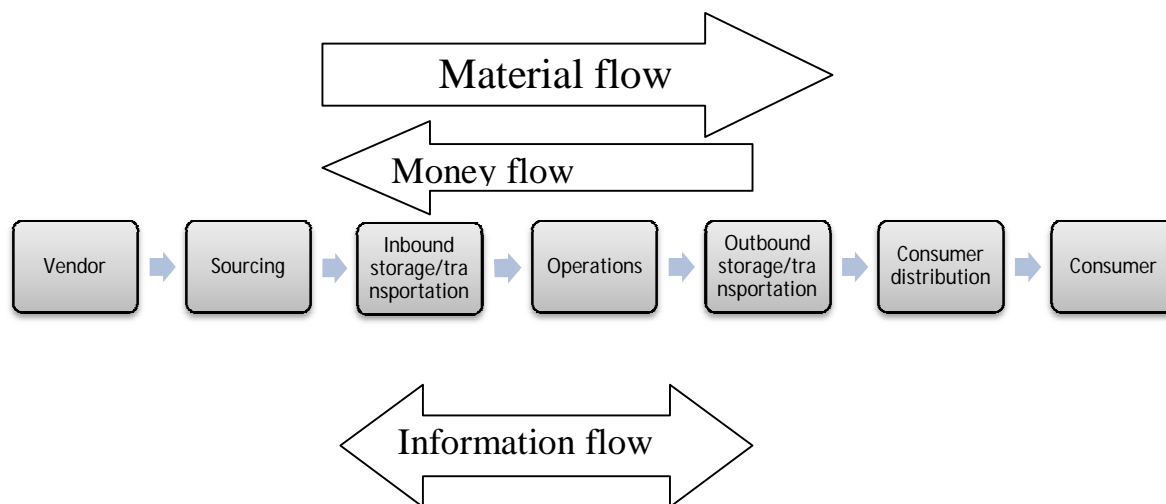 Material flow
Money flow
Vendor
Sourcing
Inbound
storage/tra
nsportation
Operations
Outbound
storage/tra
nsportation
Consumer
distribution
Consumer
Information flow